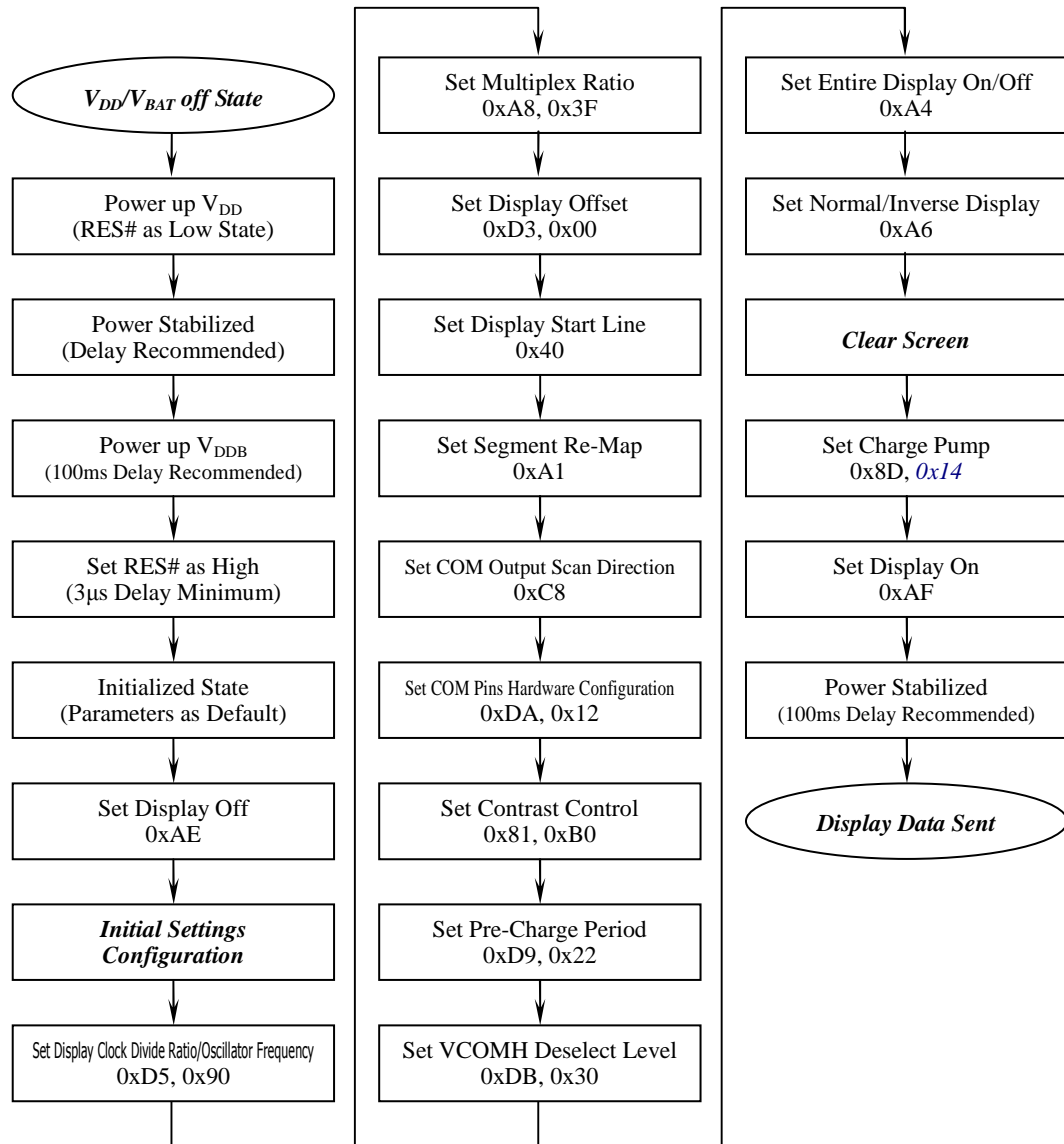 V_DD/V_BAT off State
Power up V_DD
(RES# as Low State)
Power Stabilized
(Delay Recommended)
Power up V_DDB
(100ms Delay Recommended)
Set RES# as High
(3μs Delay Minimum)
Initialized State
(Parameters as Default)
Set Display Off
0xAE
Initial Settings
Configuration
Set Display Clock Divide Ratio/Oscillator Frequency
0xD5, 0x90
Set Multiplex Ratio
0xA8, 0x3F
Set Display Offset
0xD3, 0x00
Set Display Start Line
0x40
Set Segment Re-Map
0xA1
Set COM Output Scan Direction
0xC8
Set COM Pins Hardware Configuration
0xDA, 0x12
Set Contrast Control
0x81, 0xB0
Set Pre-Charge Period
0xD9, 0x22
Set VCOMH Deselect Level
0xDB, 0x30
Set Entire Display On/Off
0xA4
Set Normal/Inverse Display
0xA6
Clear Screen
Set Charge Pump
0x8D, 0x14
Set Display On
0xAF
Power Stabilized
(100ms Delay Recommended)
Display Data Sent